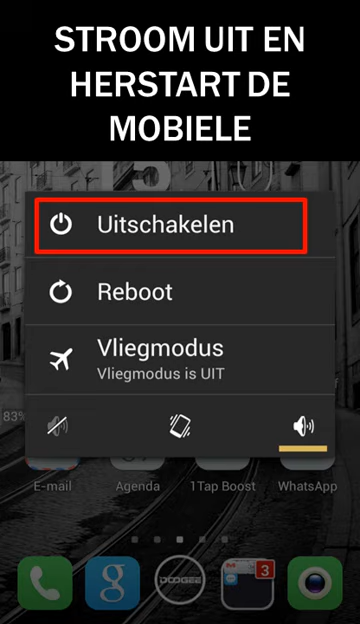 STROOM UIT EN
HERSTART DE
MOBIELE
Uitschakelen
Reboot
Vliegmodus
Vliegmodus is UIT
83%
E-mail
Agenda
1Tap Boost
WhatsApp
DOOGEE
3